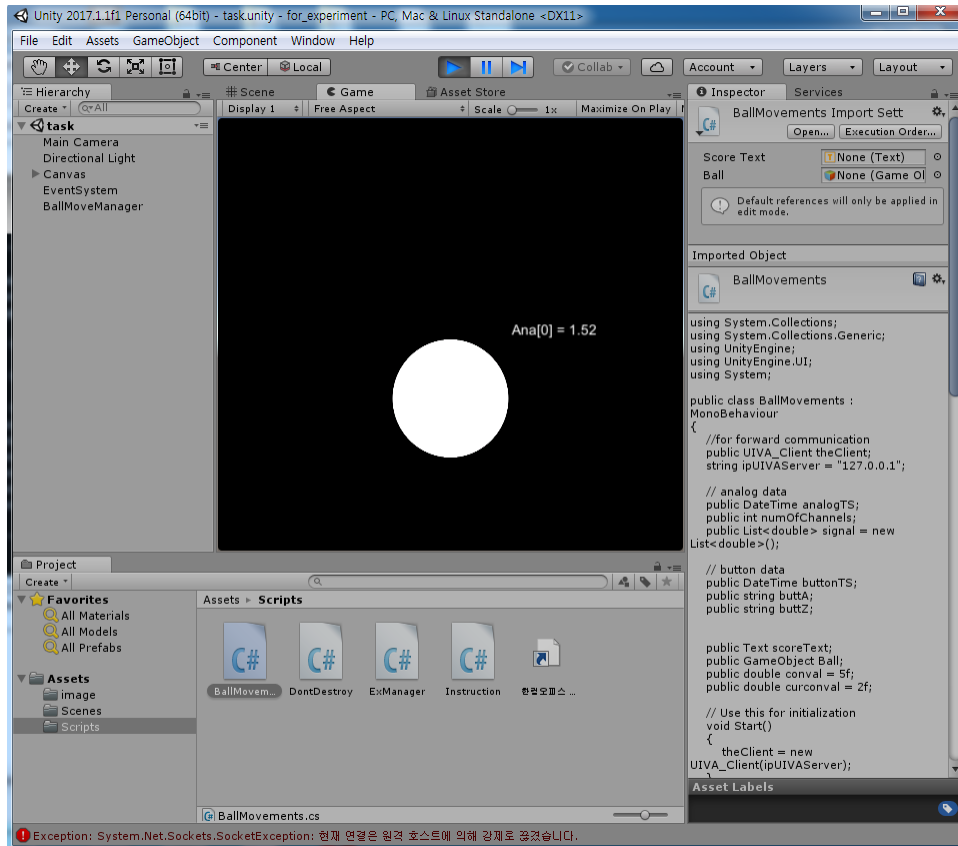 Unity 2017.1.1f1 Personal (64bit) - task.unity - for_experiment - PC, Mac & Linux Standalone <DX11>
File Edit Assets GameObject Component Window Help
Center Local Collab Account Layers Layout
Hierarchy
Create All
task
Main Camera
Directional Light
Canvas
EventSystem
BallMoveManager
Scene Game Asset Store
Display 1 Free Aspect Scale 1x Maximize On Play
Ana[0] = 1.52
Inspector Services
BallMovements Import Sett
Open... Execution Order...
Score Text None (Text)
Ball None (Game Ol
Default references will only be applied in
edit mode.
Imported Object
BallMovements
using System.Collections;
using System.Collections.Generic;
using UnityEngine;
using UnityEngine.UI;
using System;
public class BallMovements :
MonoBehaviour
{
//for forward communication
public UIVA_Client theClient;
string ipUIVAServer = "127.0.0.1";
// analog data
public DateTime analogTS;
public int numOfChannels;
public List<double> signal = new
List<double>();
// button data
public DateTime buttonTS;
public string buttA;
public string buttZ;
public Text scoreText;
public GameObject Ball;
public double conval = 5f;
public double curconval = 2f;
// Use this for initialization
void Start()
{
theClient = new
UIVA_Client(ipUIVAServer);
Asset Labels
Project
Create
Favorites
All Materials
All Models
All Prefabs
Assets
image
Scenes
Scripts
Assets Scripts
C# C# C# C#
BallMovem... DontDestroy ExManager Instruction 한컴오피스 ...
BallMovements.cs
Exception: System.Net.Sockets.SocketException: 현재 연결은 원격 호스트에 의해 강제로 끊겼습니다.